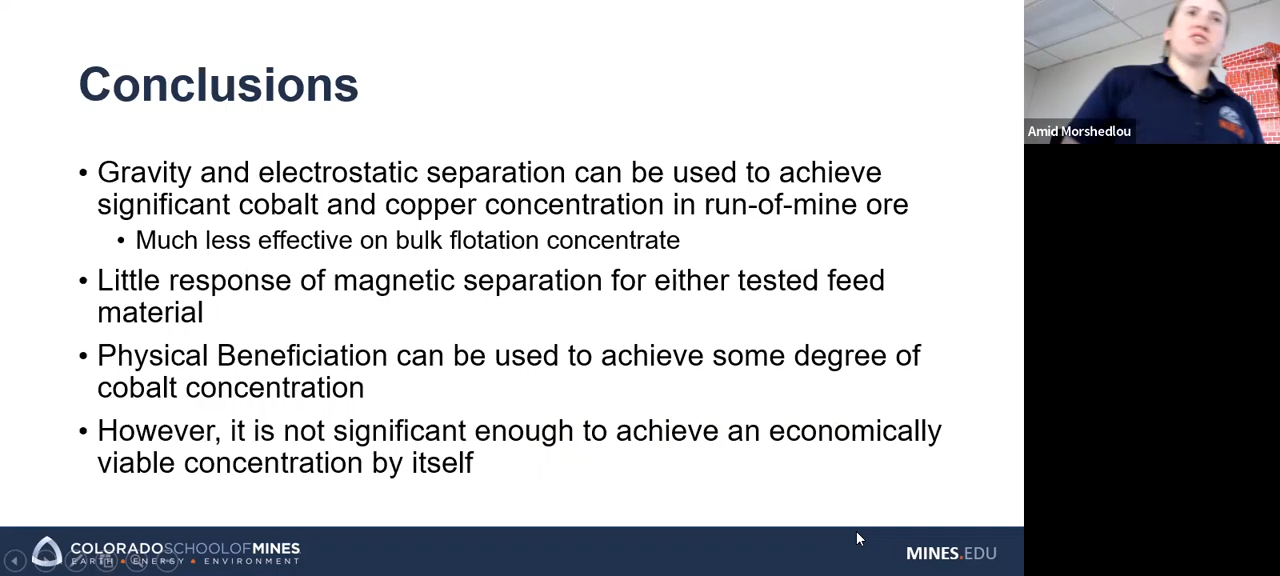 Conclusions
• Gravity and electrostatic separation can be used to achieve
significant cobalt and copper concentration in run-of-mine ore
• Much less effective on bulk flotation concentrate
• Little response of magnetic separation for either tested feed
material
• Physical Beneficiation can be used to achieve some degree of
cobalt concentration
• However, it is not significant enough to achieve an economically
viable concentration by itself
COLORADOSCHOOLOFMINES
EARTH • ENERGY • ENVIRONMENT
MINES.EDU
Amid Morshedlou